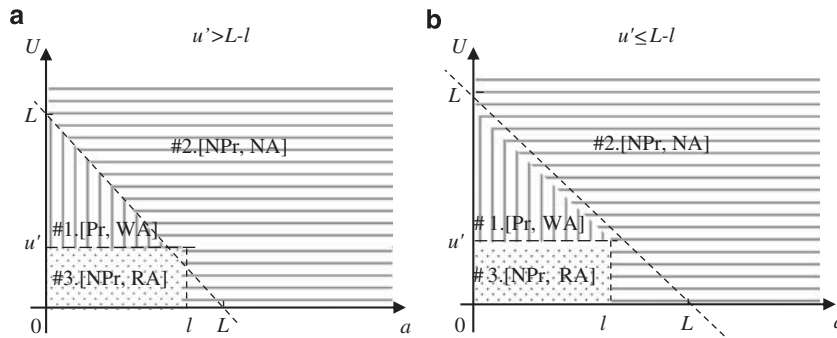 a
u'>L-l
U
L
#2.[NPr, NA]
#1.[Pr, WA]
u'
#3.[NPr, RA]
0
l
L
a
b
u'≤L-l
U
L
#2.[NPr, NA]
# 1.[Pr, WA]
u'
# 3.[NPr, RA]
0
l
L